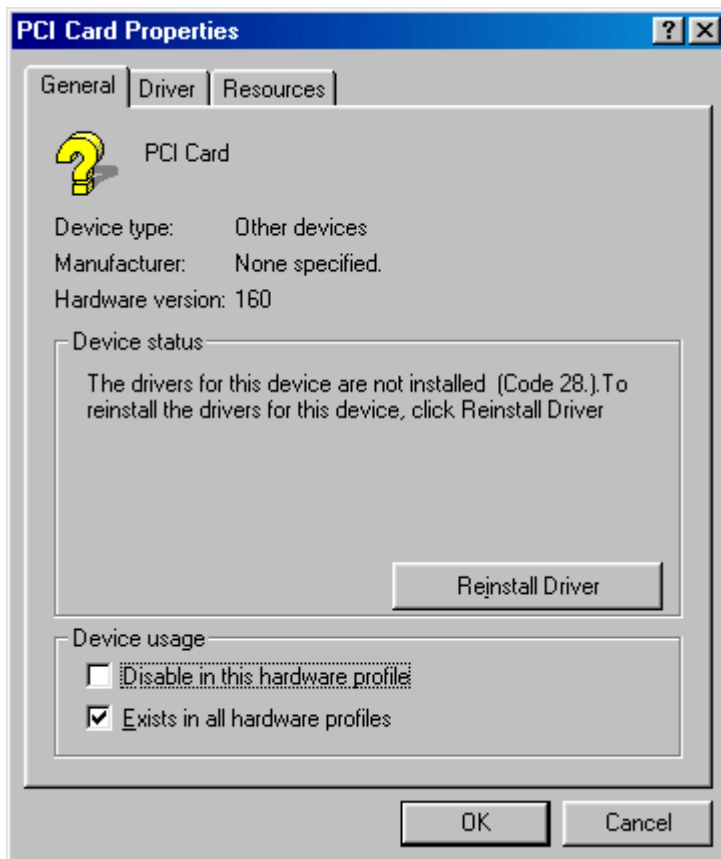 PCI Card Properties
General Driver Resources
PCI Card
Device type: Other devices
Manufacturer: None specified.
Hardware version: 160
Device status
The drivers for this device are not installed (Code 28.).To
reinstall the drivers for this device, click Reinstall Driver
Reinstall Driver
Device usage
Disable in this hardware profile
Exists in all hardware profiles
OK Cancel